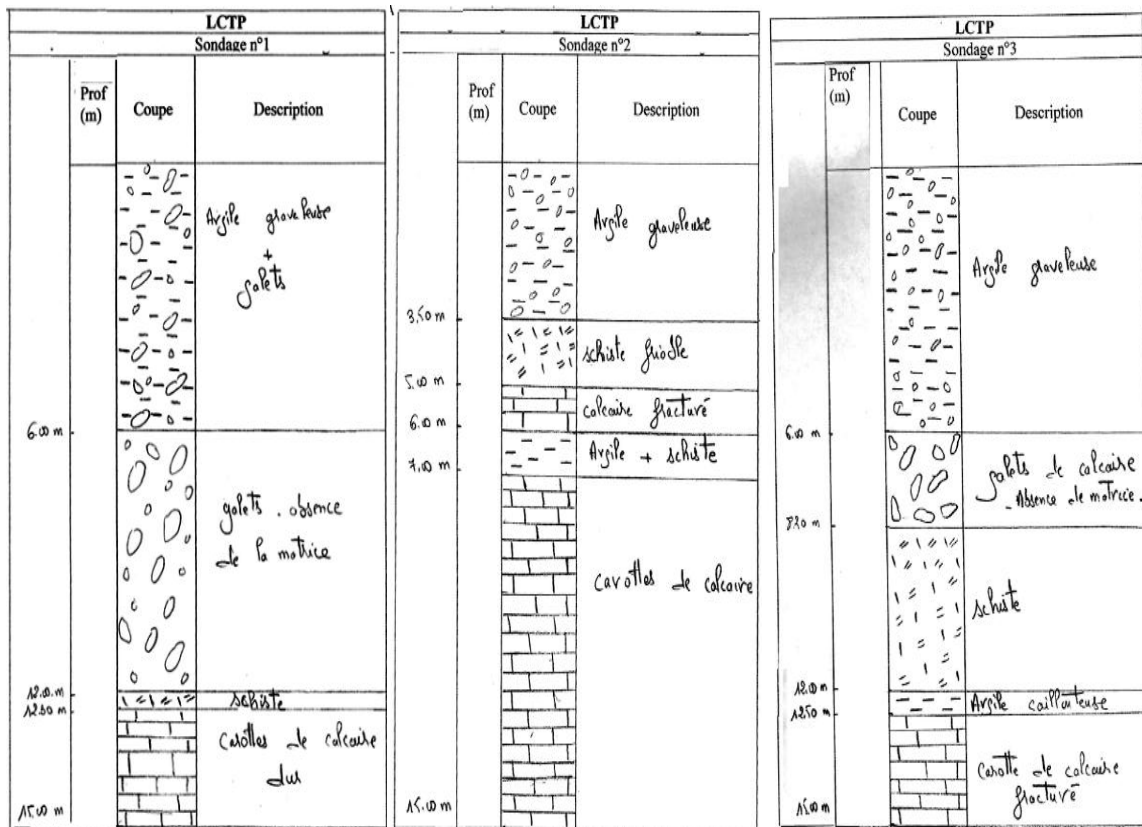 LCTP
Sondage n°1
Prof
(m)
Coupe
Description
Argile graveleuse
+
galets
6.00 m
galets. absence
de la matrice
12.00 m
schiste
12.50 m
carottes de calcaire
dur
15.00 m
LCTP
Sondage n°2
Prof
(m)
Coupe
Description
Argile graveleuse
3.50 m
schiste friable
5.00 m
calcaire fracturé
6.00 m
Argile + schiste
7.00 m
carottes de calcaire
15.00 m
LCTP
Sondage n°3
Prof
(m)
Coupe
Description
Argile graveleuse
6.00 m
galets de calcaire
- Absence de matrice -
8.20 m
schiste
12.00 m
Argile caillouteuse
12.50 m
Carotte de calcaire
fracturé
15.00 m